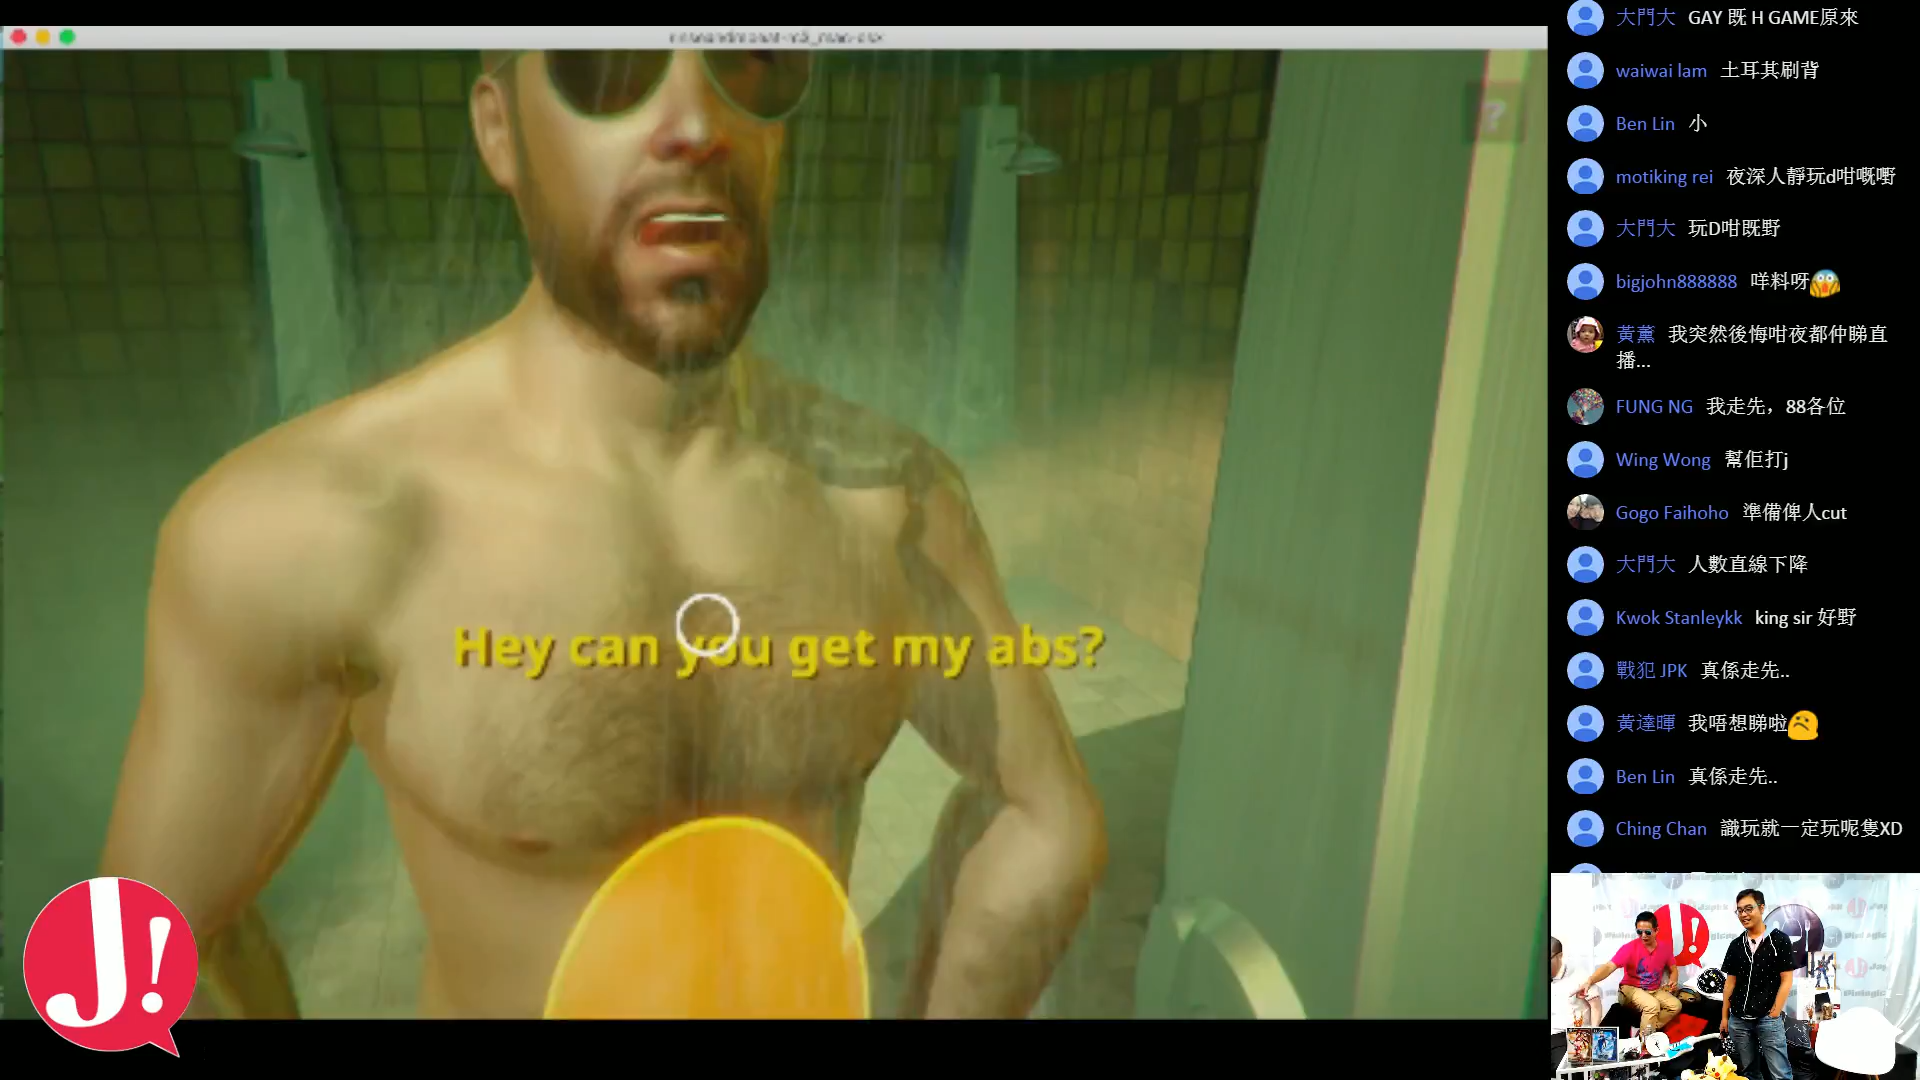 大門大 GAY 既 H GAME原來
waiwai lam 土耳其刷背
Ben Lin 小
motiking rei 夜深人靜玩d咁嘅嘢
大門大 玩D咁既野
bigjohn888888 咩料呀😱
黃薰 我突然後悔咁夜都仲睇直
播...
FUNG NG 我走先，88各位
Wing Wong 幫佢打j
Gogo Faihoho 準備俾人cut
大門大 人數直線下降
Kwok Stanleykk king sir 好野
戰犯 JPK 真係走先..
黃達暉 我唔想睇啦
Ben Lin 真係走先..
Ching Chan 識玩就一定玩呢隻XD
?
Hey can you get my abs?
J!